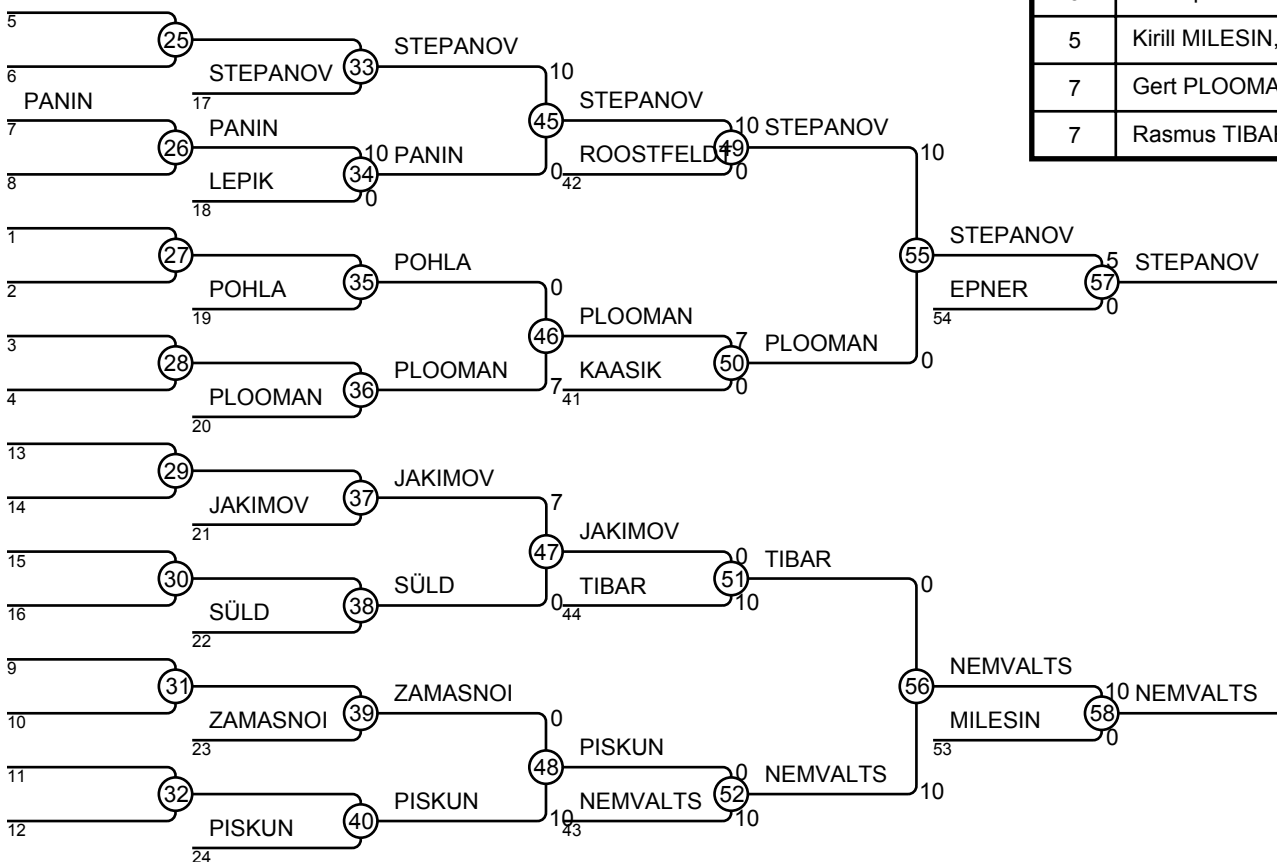 5 Kirill MILESIN,
7 Gert PLOOMA
7 Rasmus TIBA
5
25
6
STEPANOV 33 STEPANOV
17
10
PANIN
7
26 PANIN
8
LEPIK 34 PANIN
18
10
0
45 STEPANOV
0
ROOSTFELDT 49 STEPANOV
42
10
0
1
27
2
POHLA 35 POHLA
19
0
3
28
4
PLOOMAN 36 PLOOMAN
20
7
46 PLOOMAN
KAASIK 50 PLOOMAN
41
7
0
10
55 STEPANOV
0
EPNER 57 STEPANOV
54
5
0
13
29
14
JAKIMOV 37 JAKIMOV
21
7
15
30
16
SÜLD 38 SÜLD
22
0
47 JAKIMOV
TIBAR 51 TIBAR
44
0
10
9
31
10
ZAMASNOI 39 ZAMASNOI
23
0
11
32
12
PISKUN 40 PISKUN
24
10
48 PISKUN
NEMVALTS 52 NEMVALTS
43
0
10
0
56 NEMVALTS
10
MILESIN 58 NEMVALTS
53
10
0